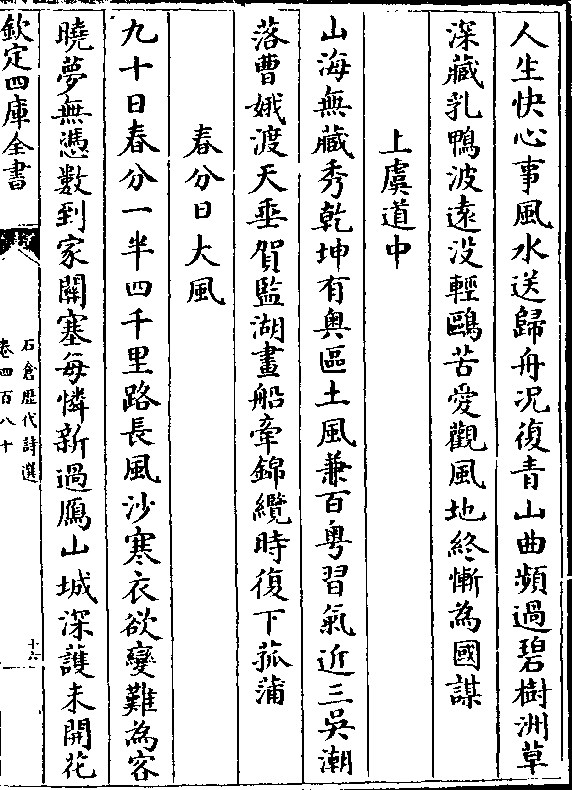 人生快心事風水送歸舟况復青山曲頻過碧樹洲草
深藏乳鴨波遠没輕鷗苦愛觀風地終慚為國謀
上虞道中
山海無藏秀乾坤有奥區土風兼百粤習氣近三吳潮
落曹娥渡天垂賀監湖畫船牽錦纜時復下菰蒲
春分日大風
九十日春分一半四千里路長風沙寒衣欲變難為客
曉夢無憑數到家關塞每憐新過鴈山城深護未開花
欽定四庫全書
石倉歷代詩選
卷四百八十
十六